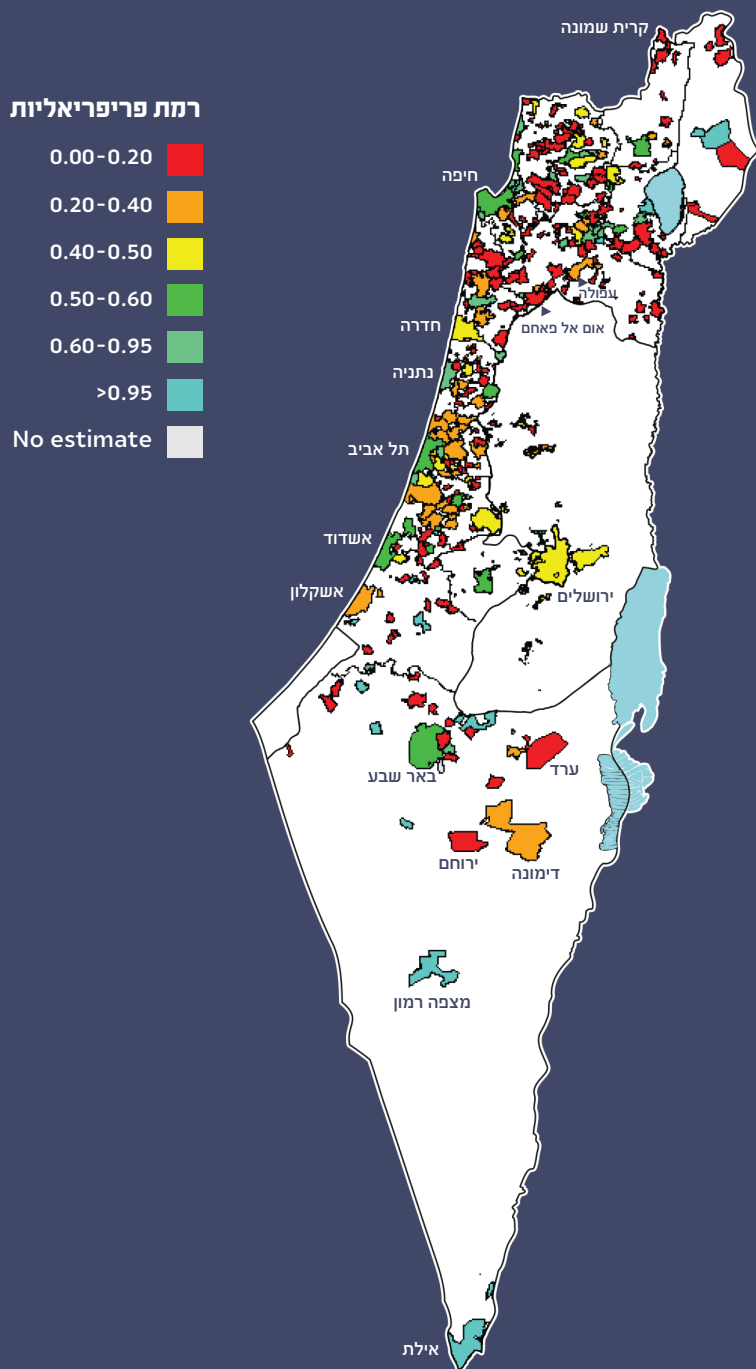 קרית שמונה
רמת פריפריאליות
0.00-0.20
0.20-0.40
0.40-0.50
0.50-0.60
0.60-0.95
>0.95
No estimate
חיפה
עפולה
אום אל פאחם
חדרה
נתניה
תל אביב
אשדוד
אשקלון
ירושלים
באר שבע
ערד
ירוחם
דימונה
מצפה רמון
אילת